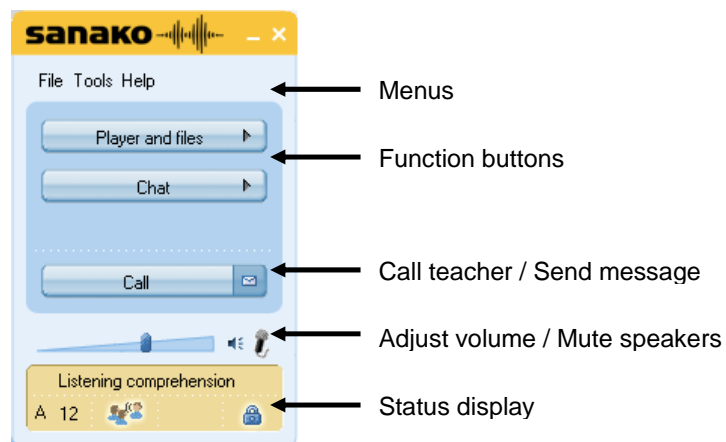 sanako
File Tools Help
Menus
Player and files
Function buttons
Chat
Call
Call teacher / Send message
Adjust volume / Mute speakers
Listening comprehension
A 12
Status display